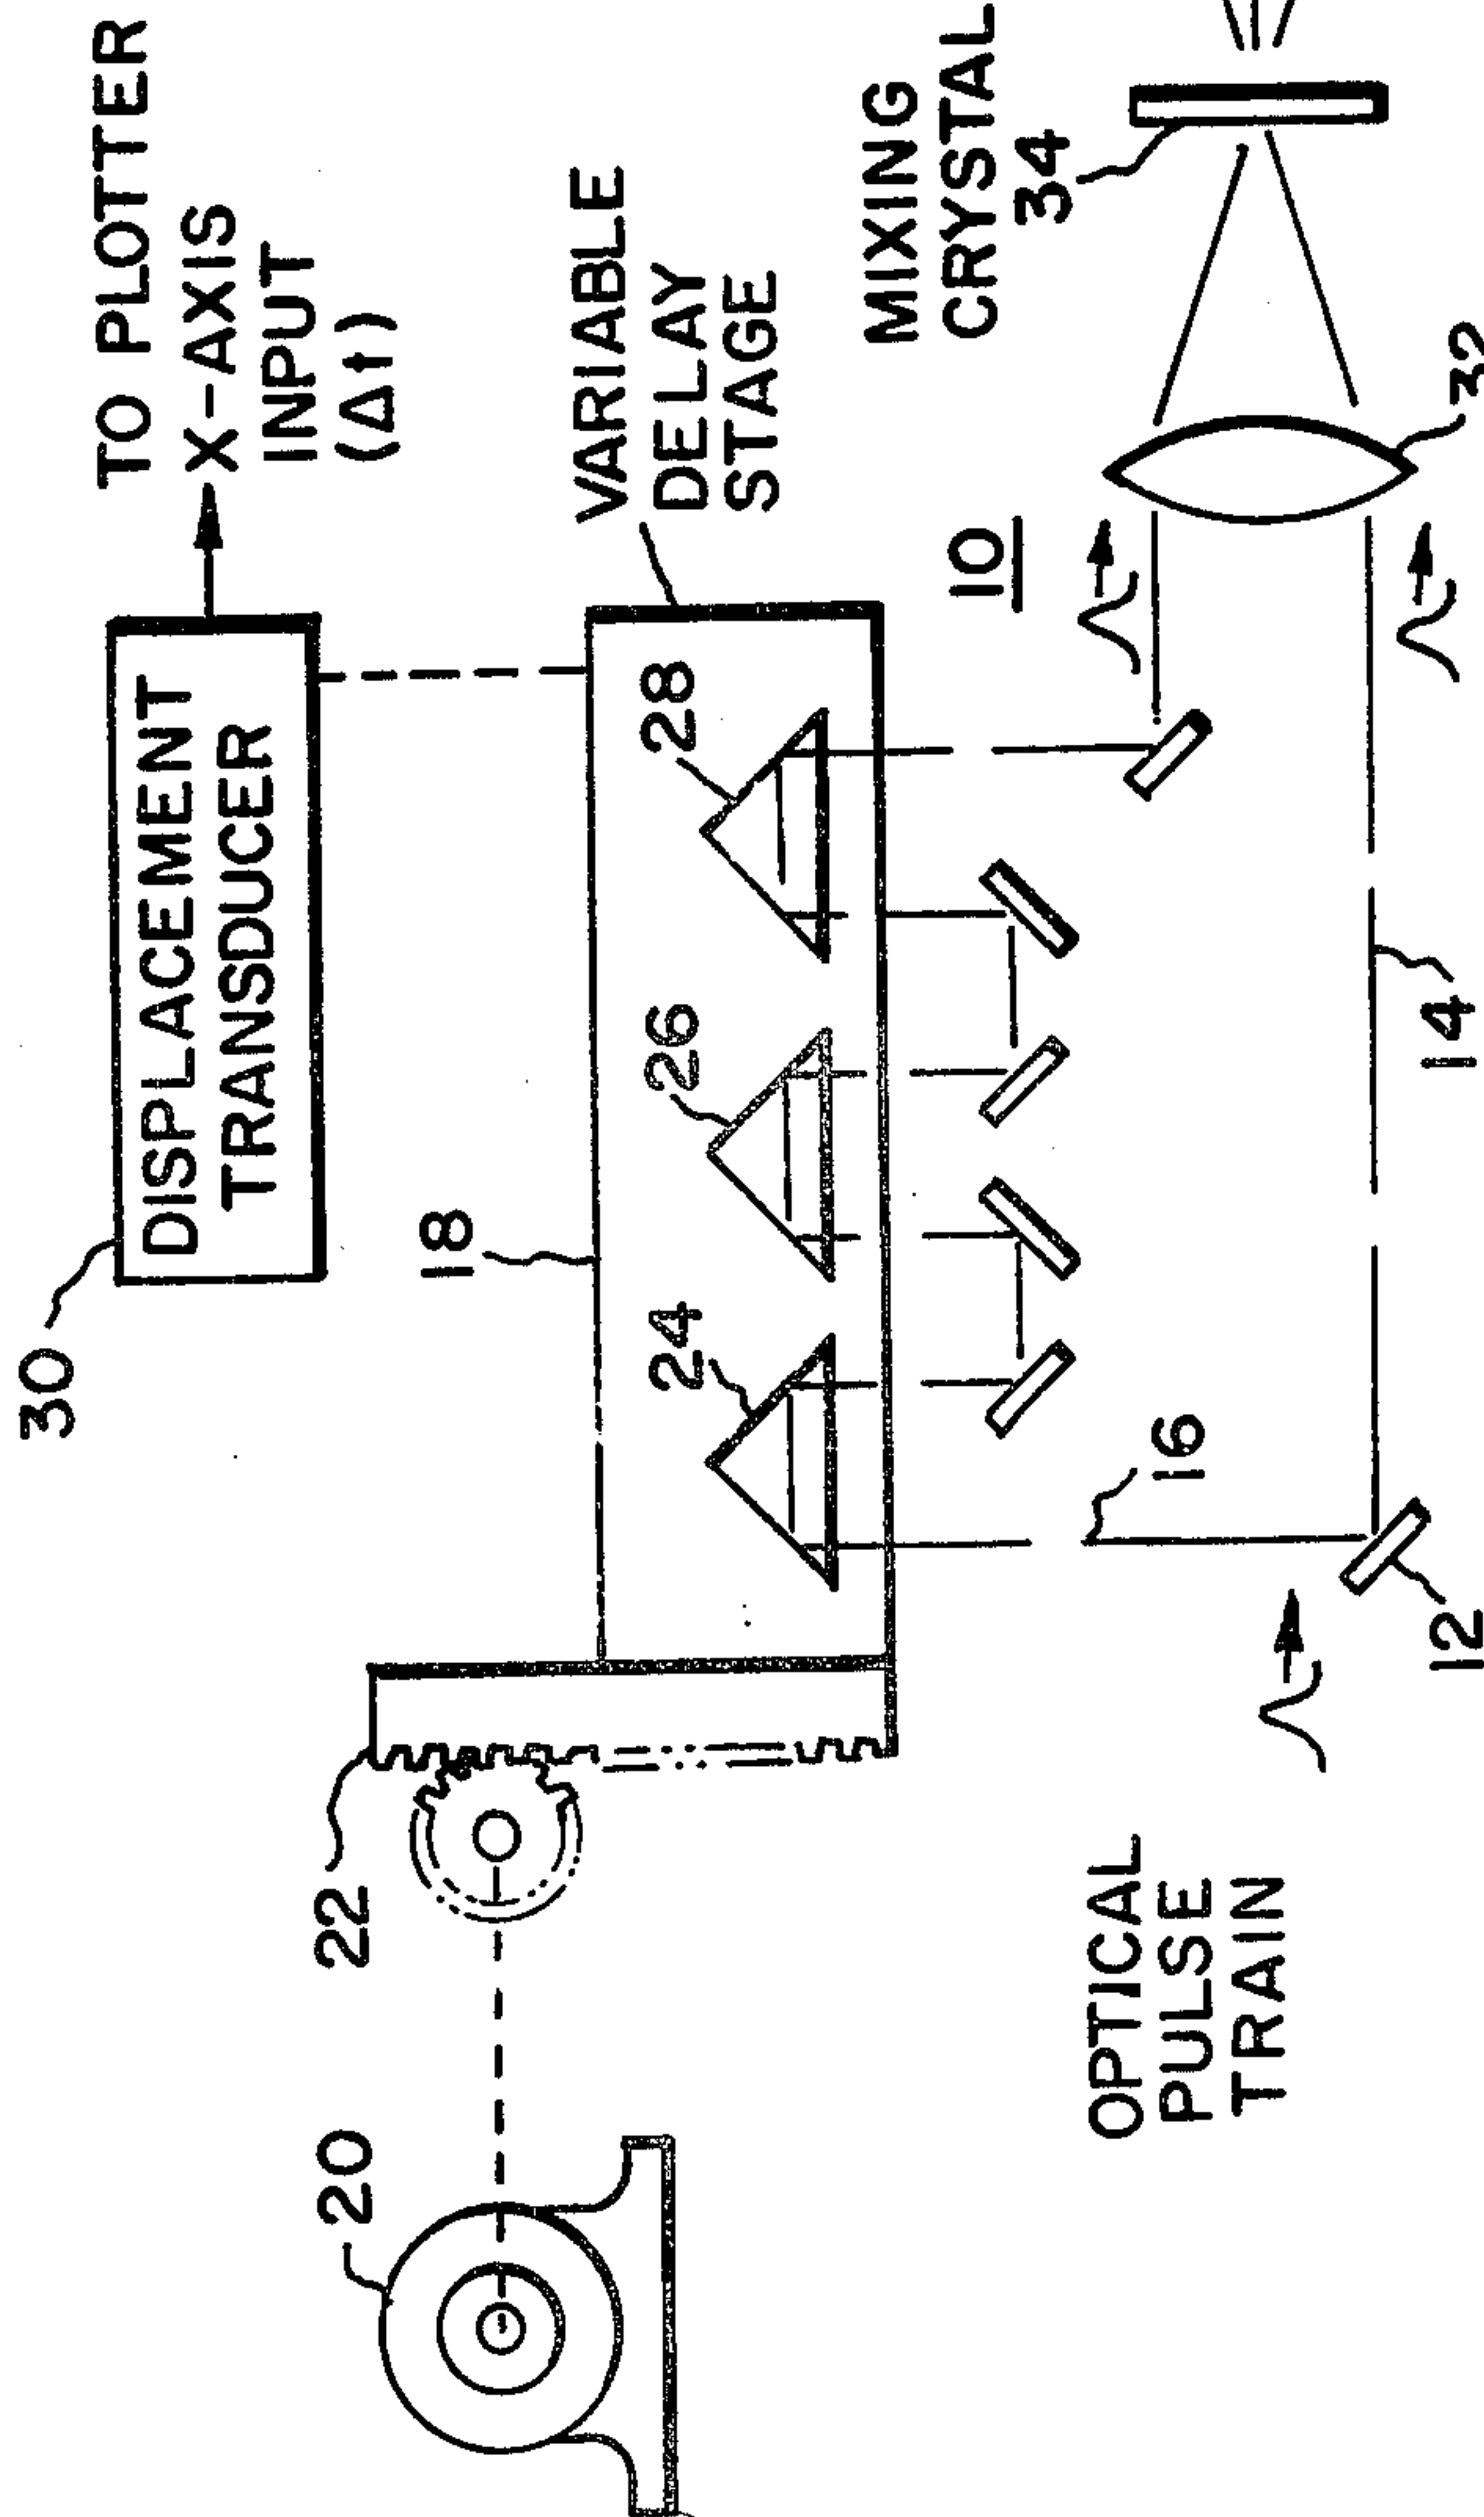 30
DISPLACEMENT
TRANSDUCER
TO PLOTTER
X-AXIS
INPUT
(Δt)
20
22
18
24
26
28
VARIABLE
DELAY
STAGE
MIXING
CRYSTAL
34
10
OPTICAL
PULSE
TRAIN
16
12
14
32